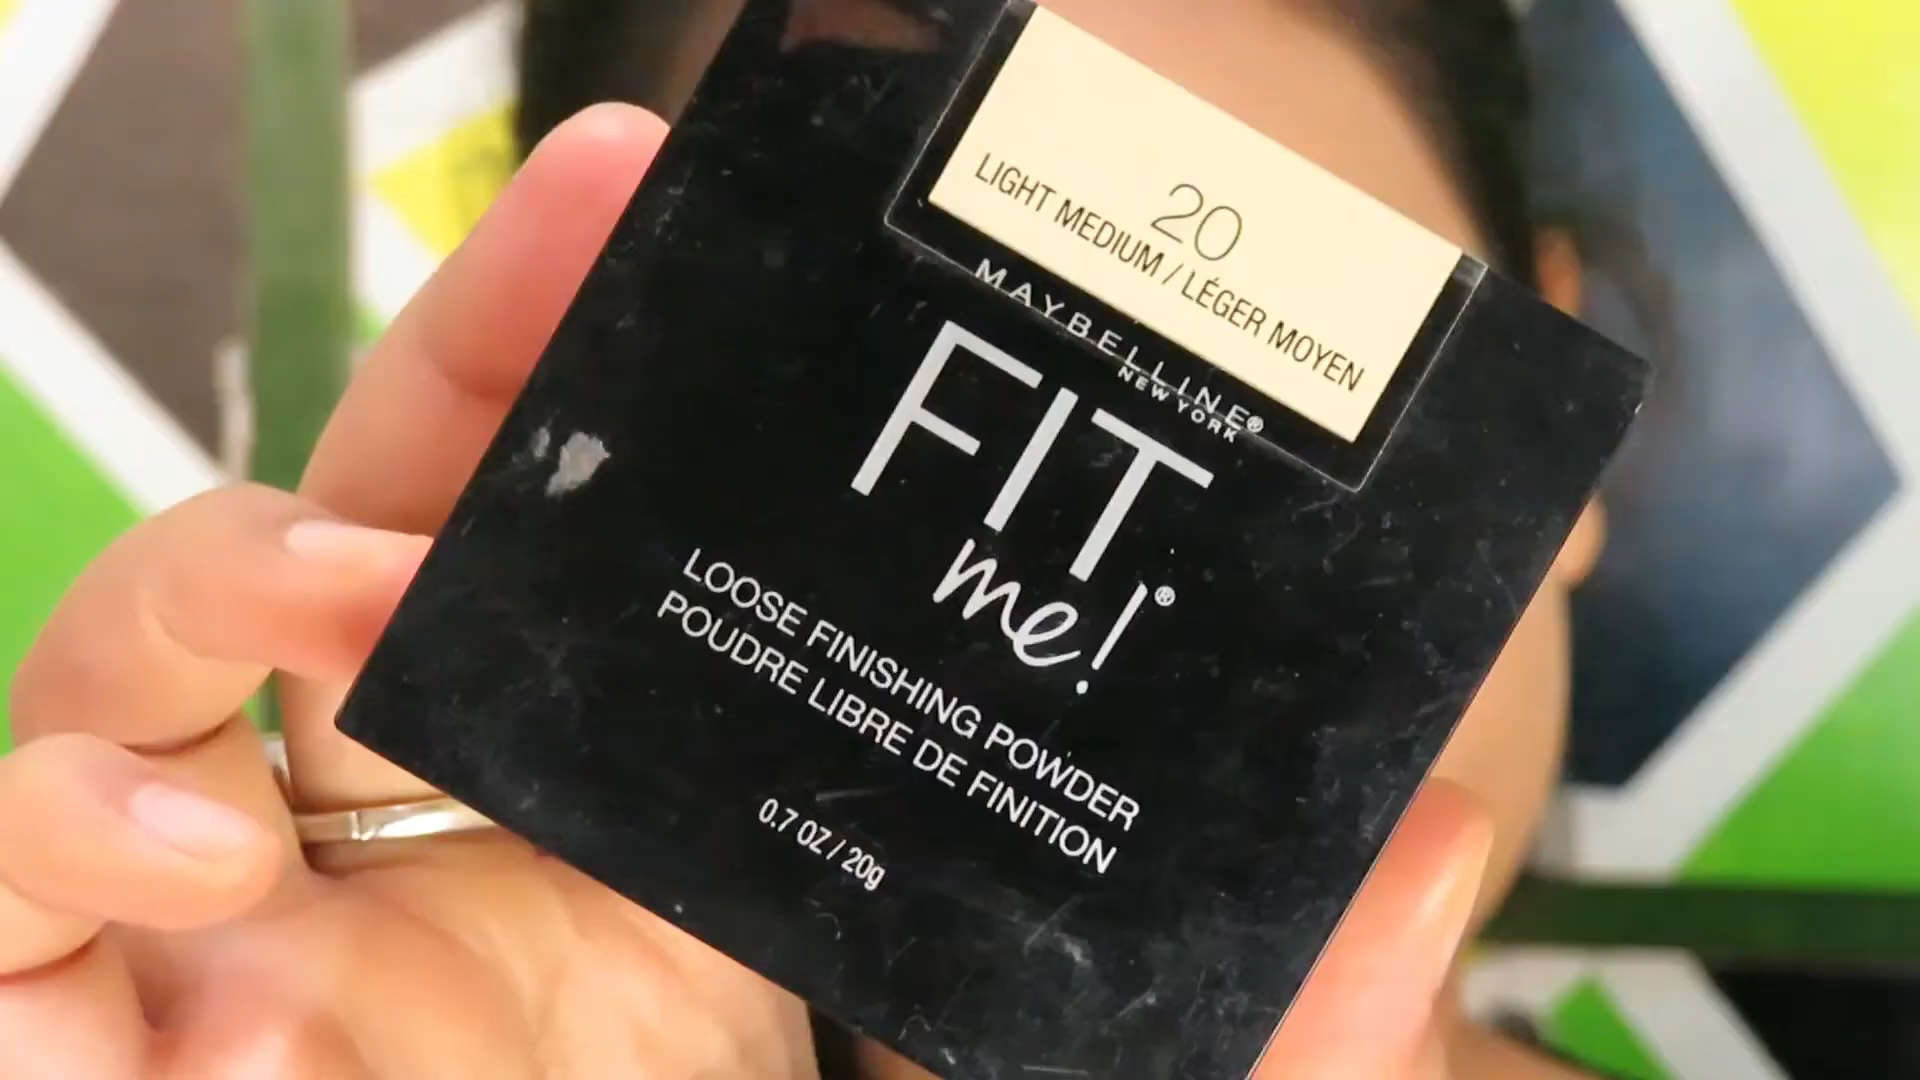 20
LIGHT MEDIUM / LÉGER MOYEN
MAYBELLINE®
NEW YORK
FIT
me!®
LOOSE FINISHING POWDER
POUDRE LIBRE DE FINITION
0.7 OZ / 20g